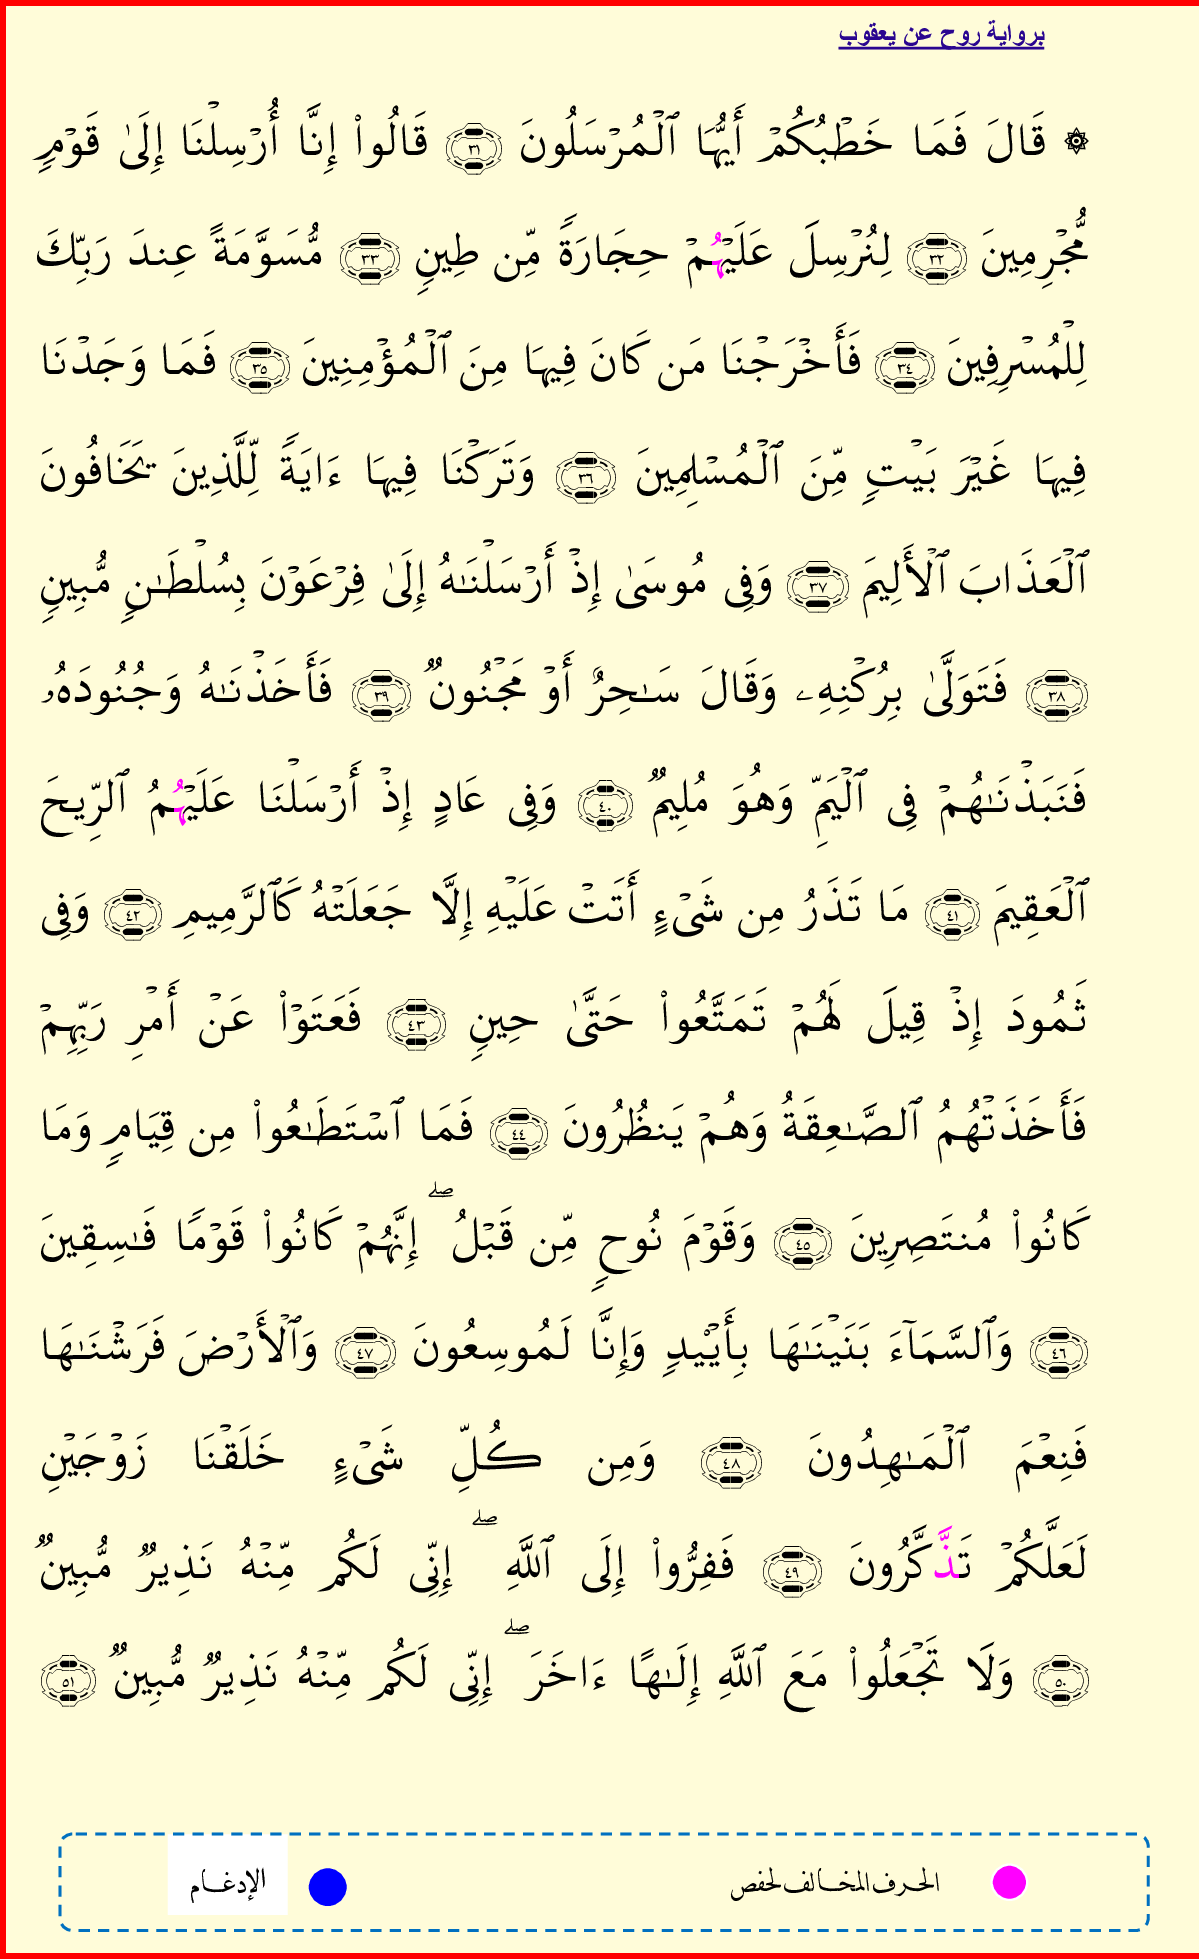 برواية روح عن يعقوب
۞ قَالَ فَمَا خَطْبُكُمْ أَيُّهَا ٱلْمُرْسَلُونَ ٣١ قَالُوا۟ إِنَّا أُرْسِلْنَا إِلَىٰ قَوْمٍ
مُّجْرِمِينَ ٣٢ لِنُرْسِلَ عَلَيْهُمْ حِجَارَةً مِّن طِينٍ ٣٣ مُّسَوَّمَةً عِندَ رَبِّكَ
لِلْمُسْرِفِينَ ٣٤ فَأَخْرَجْنَا مَن كَانَ فِيهَا مِنَ ٱلْمُؤْمِنِينَ ٣٥ فَمَا وَجَدْنَا
فِيهَا غَيْرَ بَيْتٍ مِّنَ ٱلْمُسْلِمِينَ ٣٦ وَتَرَكْنَا فِيهَا ءَايَةً لِّلَّذِينَ يَخَافُونَ
ٱلْعَذَابَ ٱلْأَلِيمَ ٣٧ وَفِى مُوسَىٰ إِذْ أَرْسَلْنَـٰهُ إِلَىٰ فِرْعَوْنَ بِسُلْطَـٰنٍ مُّبِينٍ
٣٨ فَتَوَلَّىٰ بِرُكْنِهِۦ وَقَالَ سَـٰحِرٌ أَوْ مَجْنُونٌ ٣٩ فَأَخَذْنَـٰهُ وَجُنُودَهُۥ
فَنَبَذْنَـٰهُمْ فِى ٱلْيَمِّ وَهُوَ مُلِيمٌ ٤٠ وَفِى عَادٍ إِذْ أَرْسَلْنَا عَلَيْهُمُ ٱلرِّيحَ
ٱلْعَقِيمَ ٤١ مَا تَذَرُ مِن شَىْءٍ أَتَتْ عَلَيْهِ إِلَّا جَعَلَتْهُ كَٱلرَّمِيمِ ٤٢ وَفِى
ثَمُودَ إِذْ قِيلَ لَهُمْ تَمَتَّعُوا۟ حَتَّىٰ حِينٍ ٤٣ فَعَتَوْا۟ عَنْ أَمْرِ رَبِّهِمْ
فَأَخَذَتْهُمُ ٱلصَّـٰعِقَةُ وَهُمْ يَنظُرُونَ ٤٤ فَمَا ٱسْتَطَـٰعُوا۟ مِن قِيَامٍ وَمَا
كَانُوا۟ مُنتَصِرِينَ ٤٥ وَقَوْمَ نُوحٍ مِّن قَبْلُ ۖ إِنَّهُمْ كَانُوا۟ قَوْمًا فَـٰسِقِينَ
٤٦ وَٱلسَّمَآءَ بَنَيْنَـٰهَا بِأَيْي۟دٍ وَإِنَّا لَمُوسِعُونَ ٤٧ وَٱلْأَرْضَ فَرَشْنَـٰهَا
فَنِعْمَ ٱلْمَـٰهِدُونَ ٤٨ وَمِن كُلِّ شَىْءٍ خَلَقْنَا زَوْجَيْنِ
لَعَلَّكُمْ تَذَّكَّرُونَ ٤٩ فَفِرُّوا۟ إِلَى ٱللَّهِ ۖ إِنِّى لَكُم مِّنْهُ نَذِيرٌ مُّبِينٌ
٥٠ وَلَا تَجْعَلُوا۟ مَعَ ٱللَّهِ إِلَـٰهًا ءَاخَرَ ۖ إِنِّى لَكُم مِّنْهُ نَذِيرٌ مُّبِينٌ ٥١
الحرف المخالف لحفص
الإدغام